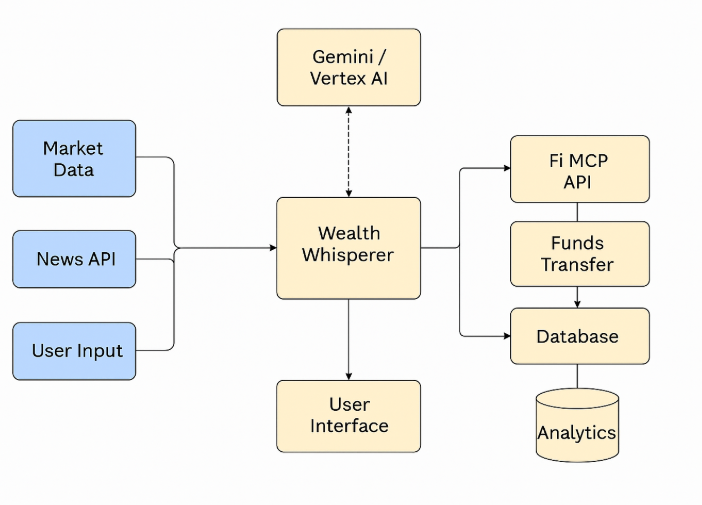 Gemini /
Vertex AI
Market
Data
News API
User Input
Wealth
Whisperer
User
Interface
Fi MCP
API
Funds
Transfer
Database
Analytics